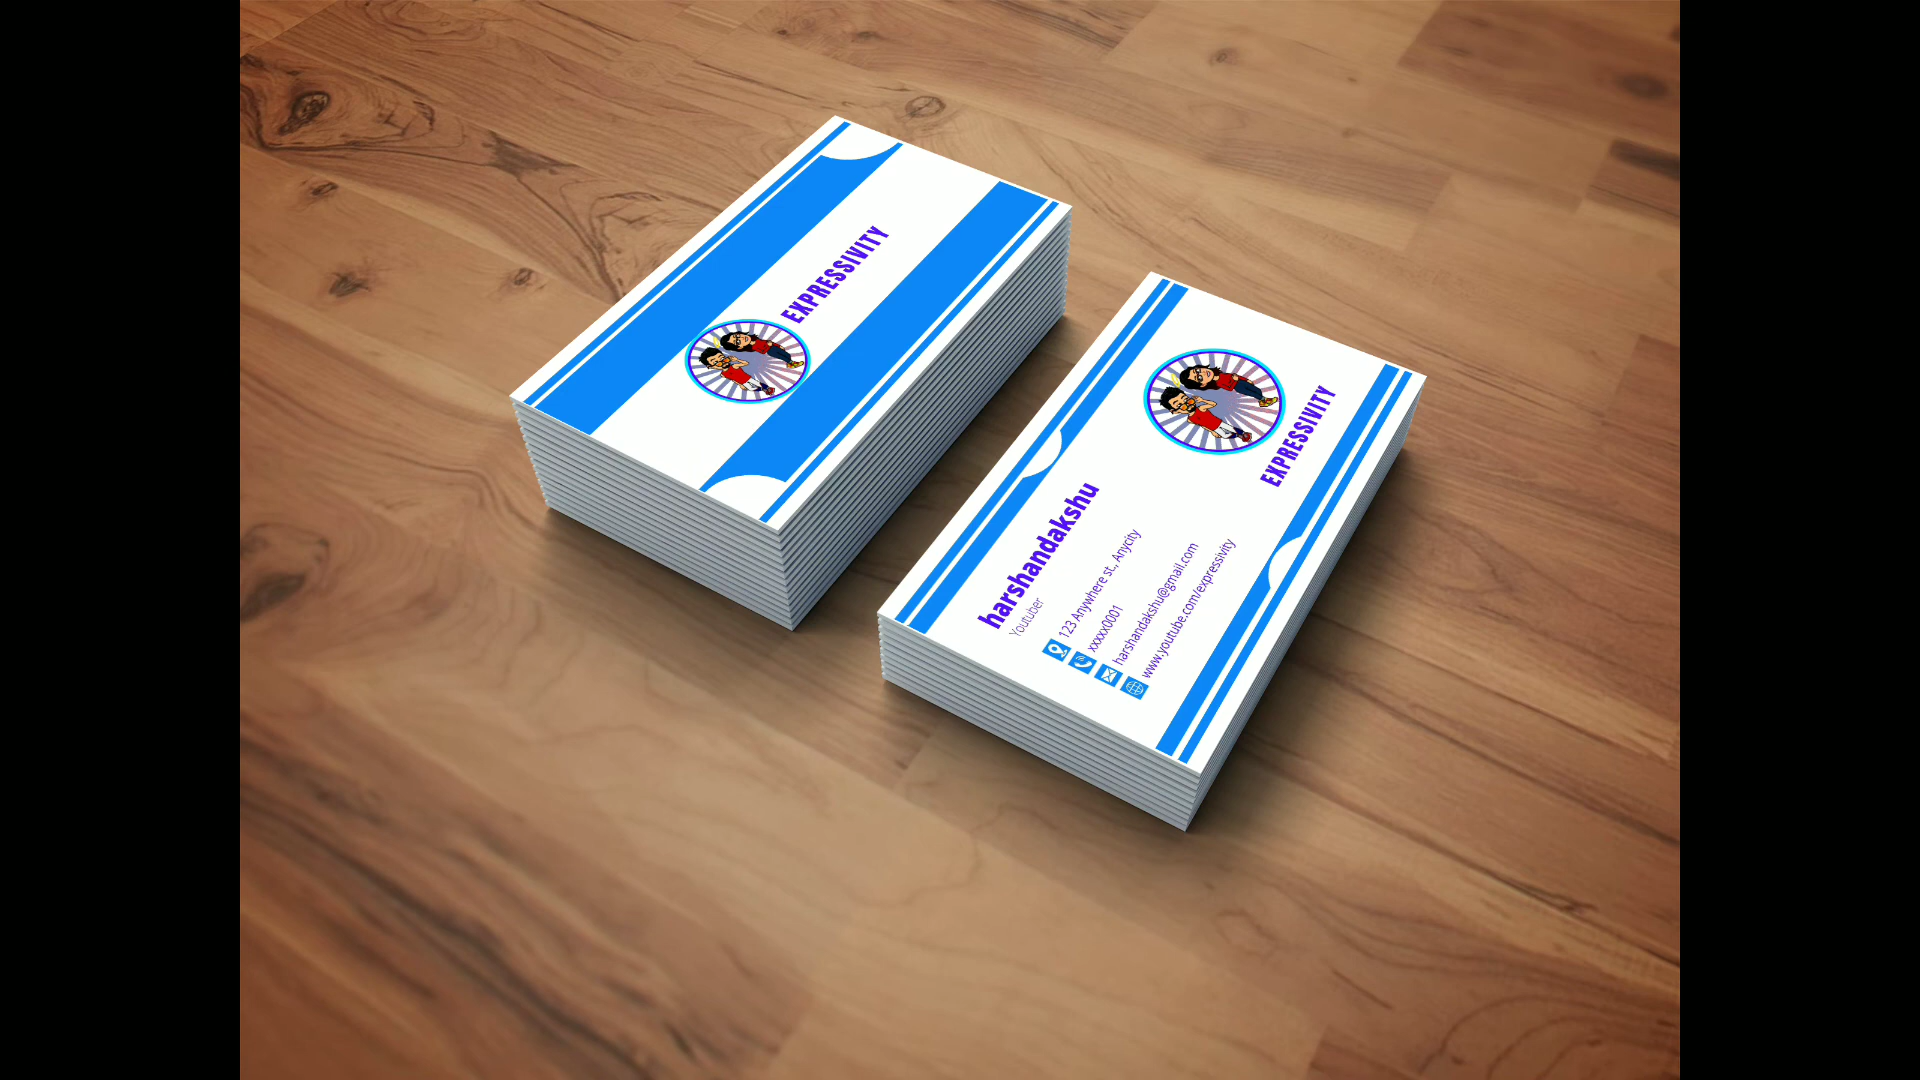 EXPRESSIVITY
EXPRESSIVITY
harshandakshu
Youtuber
123 Anywhere st., Anycity
xxxxx0001
harshandakshu@gmail.com
www.youtube.com/expressivity